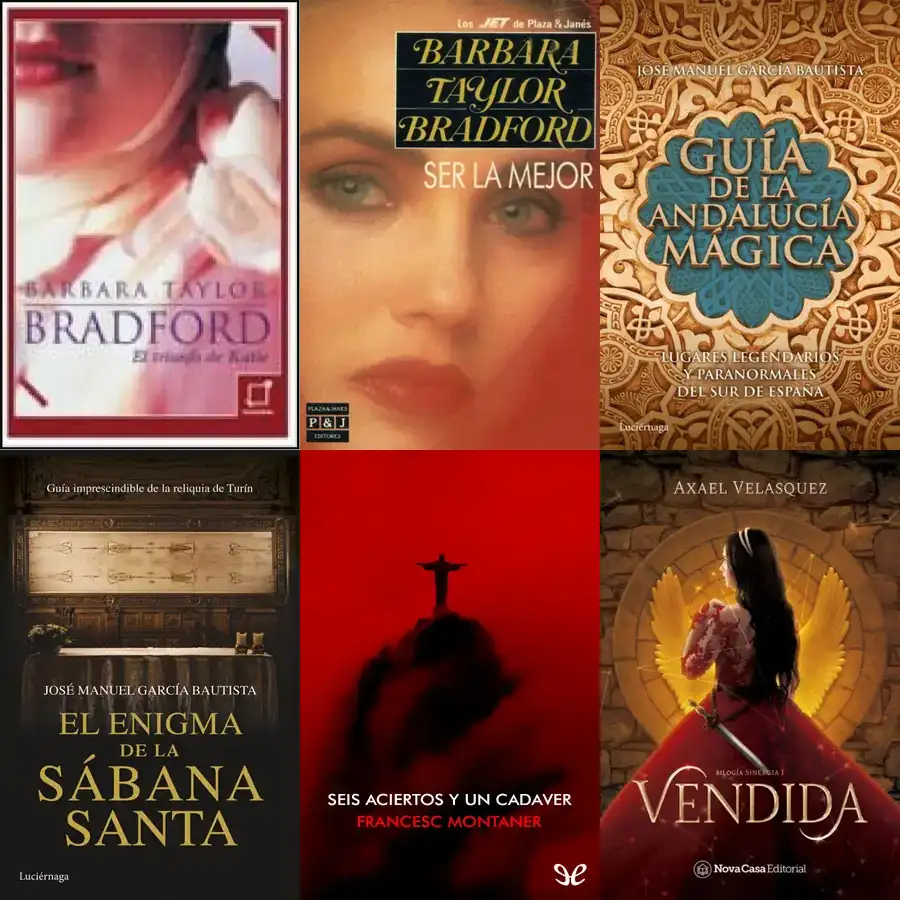 BARBARA TAYLOR
BRADFORD
El triunfo de Katie
Los JET de Plaza & Janés
BARBARA
TAYLOR
BRADFORD
SER LA MEJOR
PLAZA & JANES
P & J
EDITORES
JOSÉ MANUEL GARCÍA BAUTISTA
GUÍA
DE LA
ANDALUCÍA
MÁGICA
LUGARES LEGENDARIOS
Y PARANORMALES
DEL SUR DE ESPAÑA
Luciérnaga
Guía imprescindible de la reliquia de Turín
JOSÉ MANUEL GARCÍA BAUTISTA
EL ENIGMA
DE LA
SÁBANA
SANTA
Luciérnaga
SEIS ACIERTOS Y UN CADAVER
FRANCESC MONTANER
AXAEL VELASQUEZ
BILOGÍA SINERGIA I
VENDIDA
Nova Casa Editorial